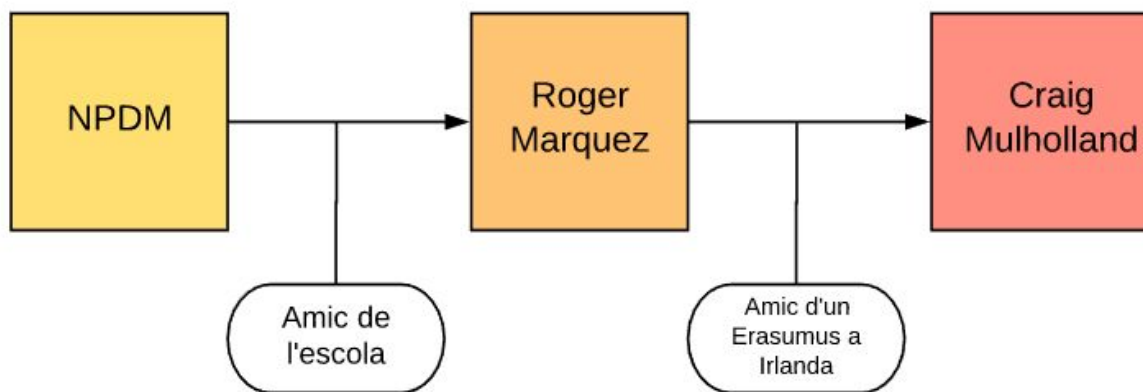 NPDM
Roger
Marquez
Craig
Mulholland
Amic de
l'escola
Amic d'un
Erasumus a
Irlanda